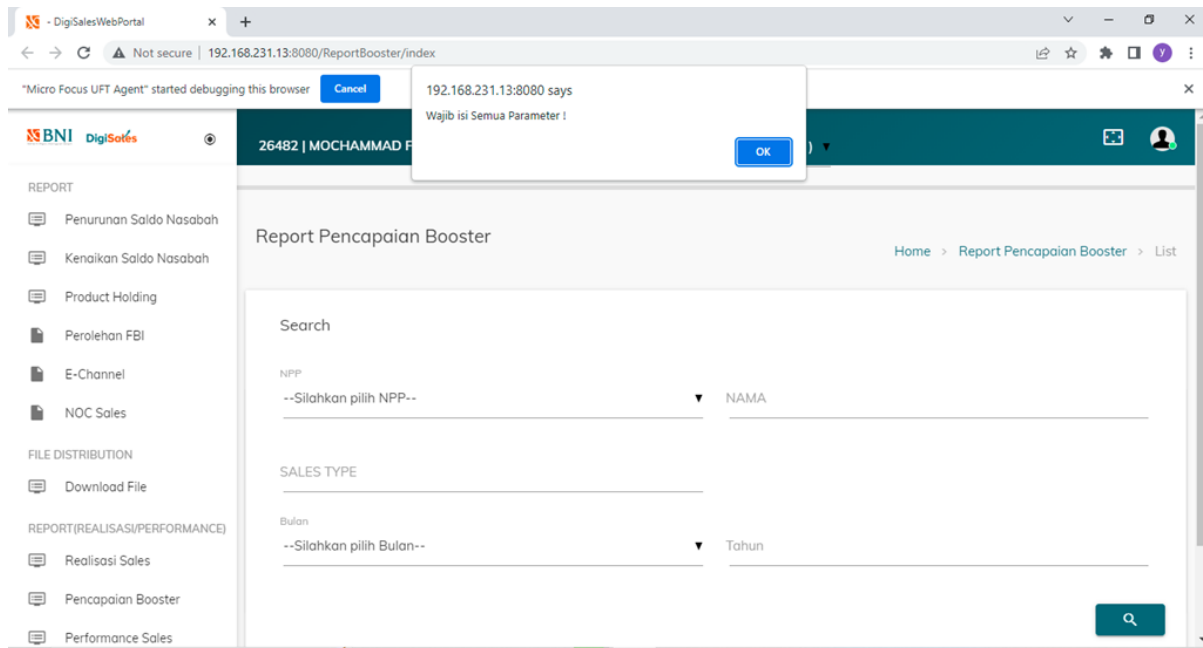 - DigiSalesWebPortal
Not secure | 192.168.231.13:8080/ReportBooster/index
y
"Micro Focus UFT Agent" started debugging this browser Cancel
192.168.231.13:8080 says
Wajib isi Semua Parameter !
OK
BNI DigiSales
26482 | MOCHAMMAD F
)
REPORT
Penurunan Saldo Nasabah
Kenaikan Saldo Nasabah
Product Holding
Perolehan FBI
E-Channel
NOC Sales
FILE DISTRIBUTION
Download File
REPORT(REALISASI/PERFORMANCE)
Realisasi Sales
Pencapaian Booster
Performance Sales
Report Pencapaian Booster
Home > Report Pencapaian Booster > List
Search
NPP
--Silahkan pilih NPP--
NAMA
SALES TYPE
Bulan
--Silahkan pilih Bulan--
Tahun